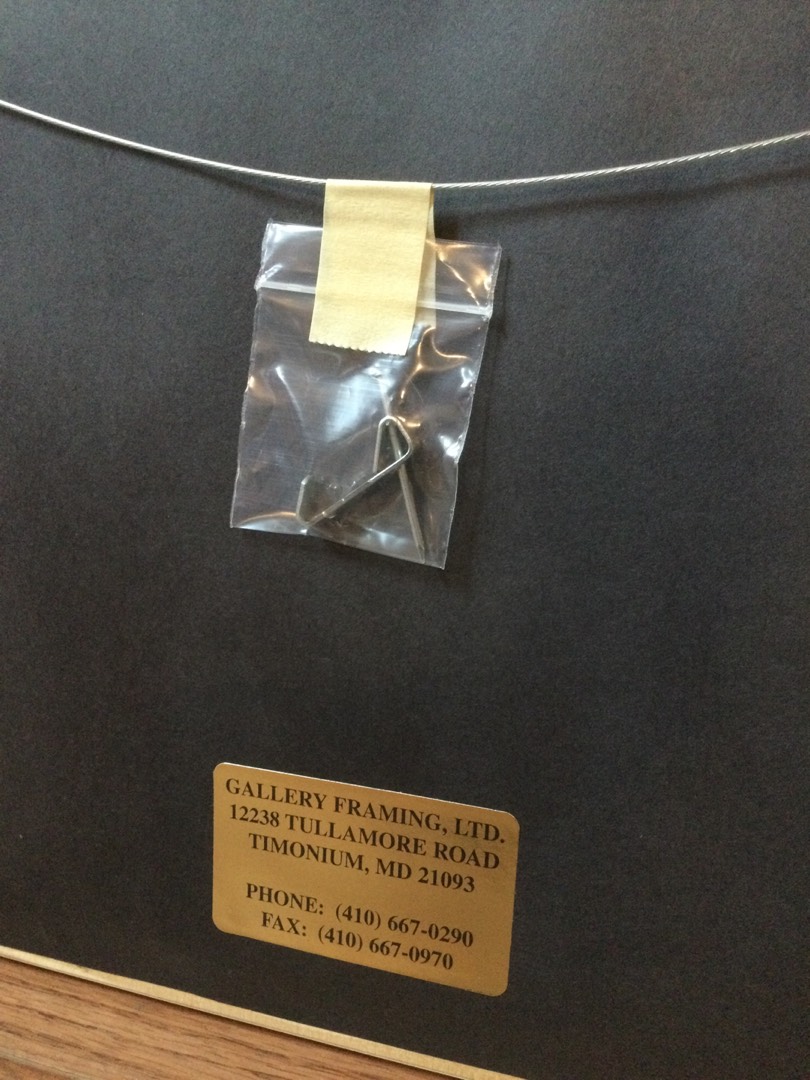 GALLERY FRAMING, LTD.
12238 TULLAMORE ROAD
TIMONIUM, MD 21093
PHONE: (410) 667-0290
FAX: (410) 667-0970